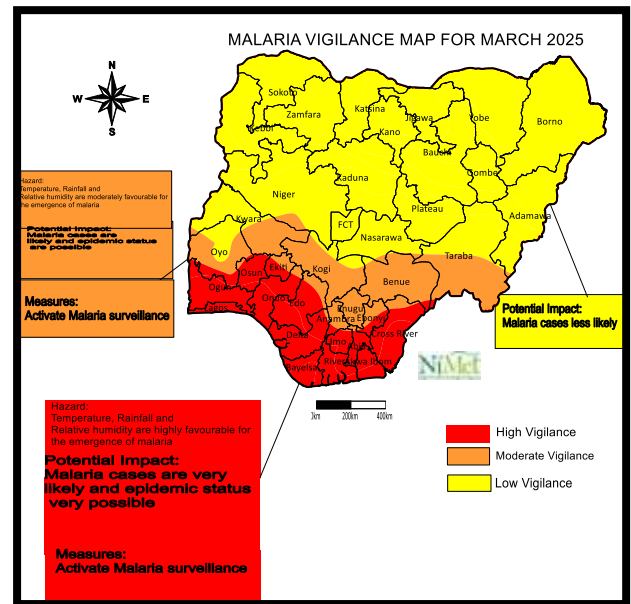 MALARIA VIGILANCE MAP FOR MARCH 2025
N
W E
S
Sokoto
Zamfara
Katsina
Jigawa
Yobe
Borno
Kebbi
Kano
Bauchi
Gombe
Kaduna
Niger
Plateau
Adamawa
Kwara
FCT
Nasarawa
Taraba
Oyo
Kogi
Benue
Osun
Ekiti
Ogun
Ondo
Edo
Lagos
Enugu
Anambra
Ebonyi
Delta
Imo
Abia
Cross River
Bayelsa
Rivers
Akwa Ibom
Hazard:
Temperature, Rainfall and
Relative humidity are moderately favourable for
the emergence of malaria
Potential Impact:
Malaria cases are
likely and epidemic status
are possible
Measures:
Activate Malaria surveillance
Potential Impact:
Malaria cases less likely
NiMet
0km 200km 400km
Hazard:
Temperature, Rainfall and
Relative humidity are highly favourable for
the emergence of malaria
Potential Impact:
Malaria cases are very
likely and epidemic status
very possible
Measures:
Activate Malaria surveillance
High Vigilance
Moderate Vigilance
Low Vigilance